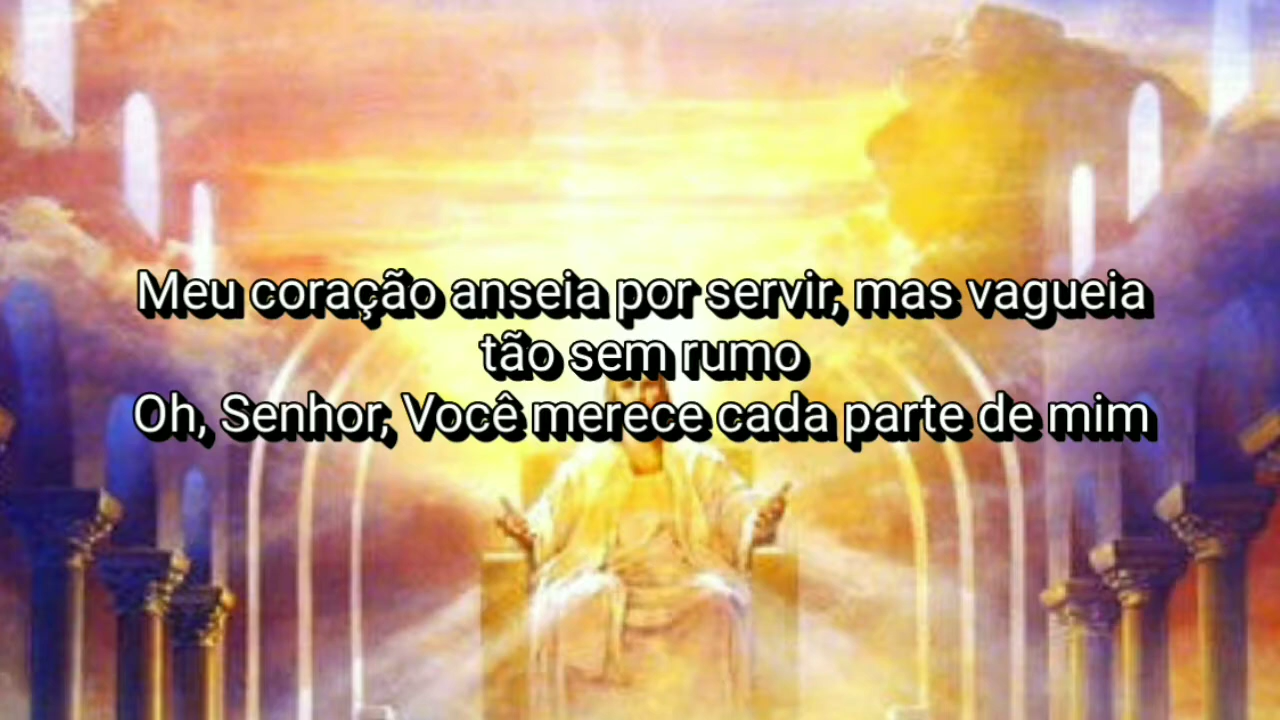 Meu coração anseia por servir, mas vagueia
tão sem rumo
Oh, Senhor, Você merece cada parte de mim